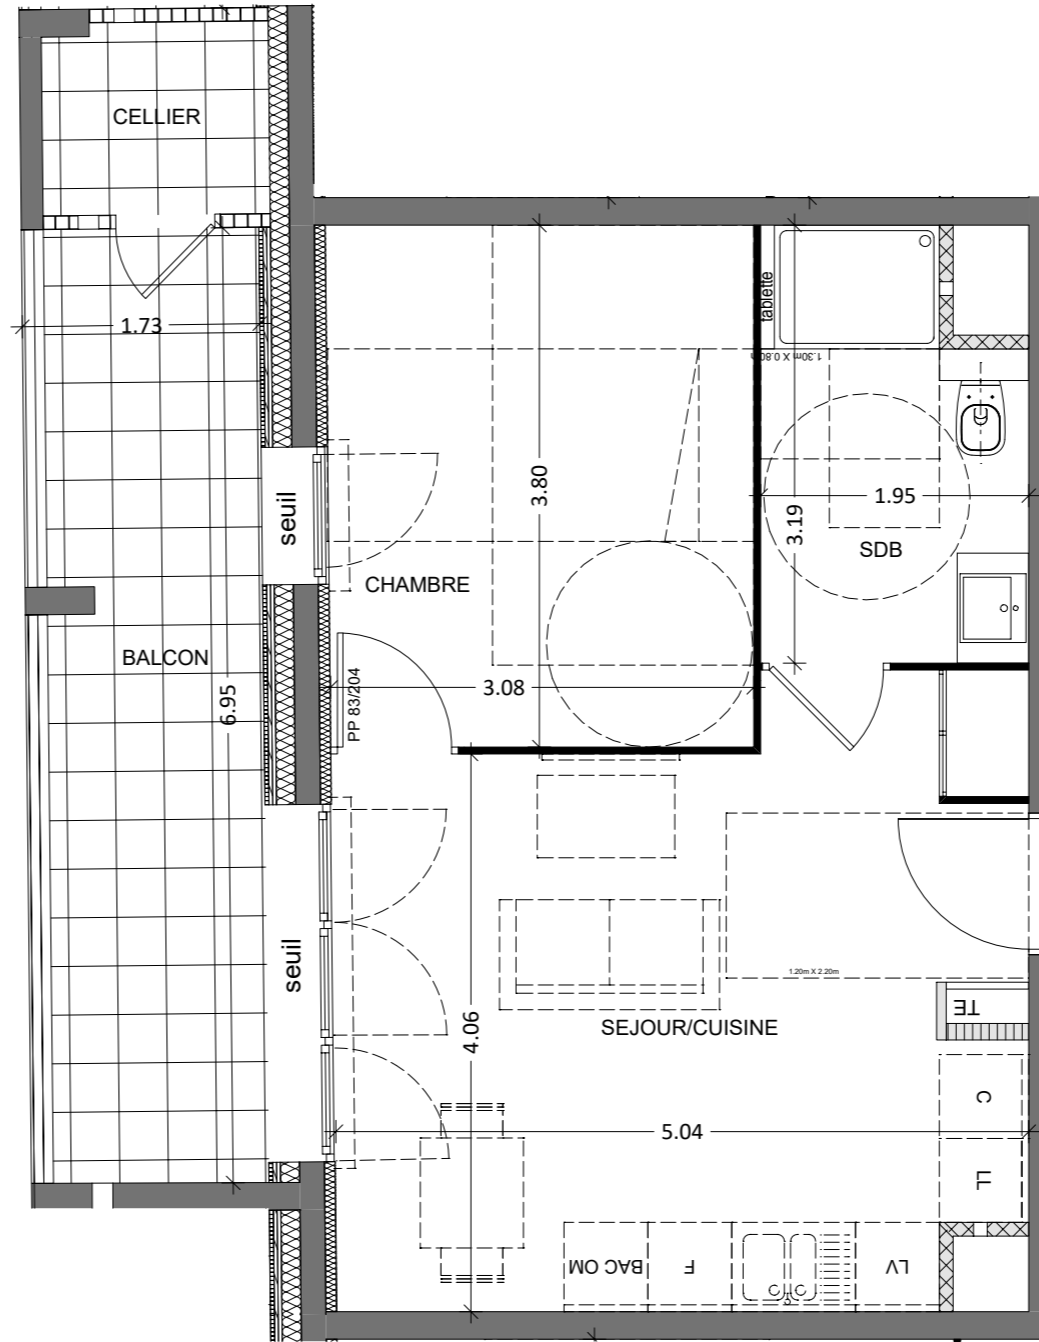 CELLIER
1.73
tablette
1.30m X 0.80m
seuil
3.80
1.95
3.19
SDB
CHAMBRE
BALCON
6.95
PP 83/204
3.08
seuil
1.20m X 2.20m
TE
SEJOUR/CUISINE
4.06
C
5.04
LL
BAC OM
F
LV